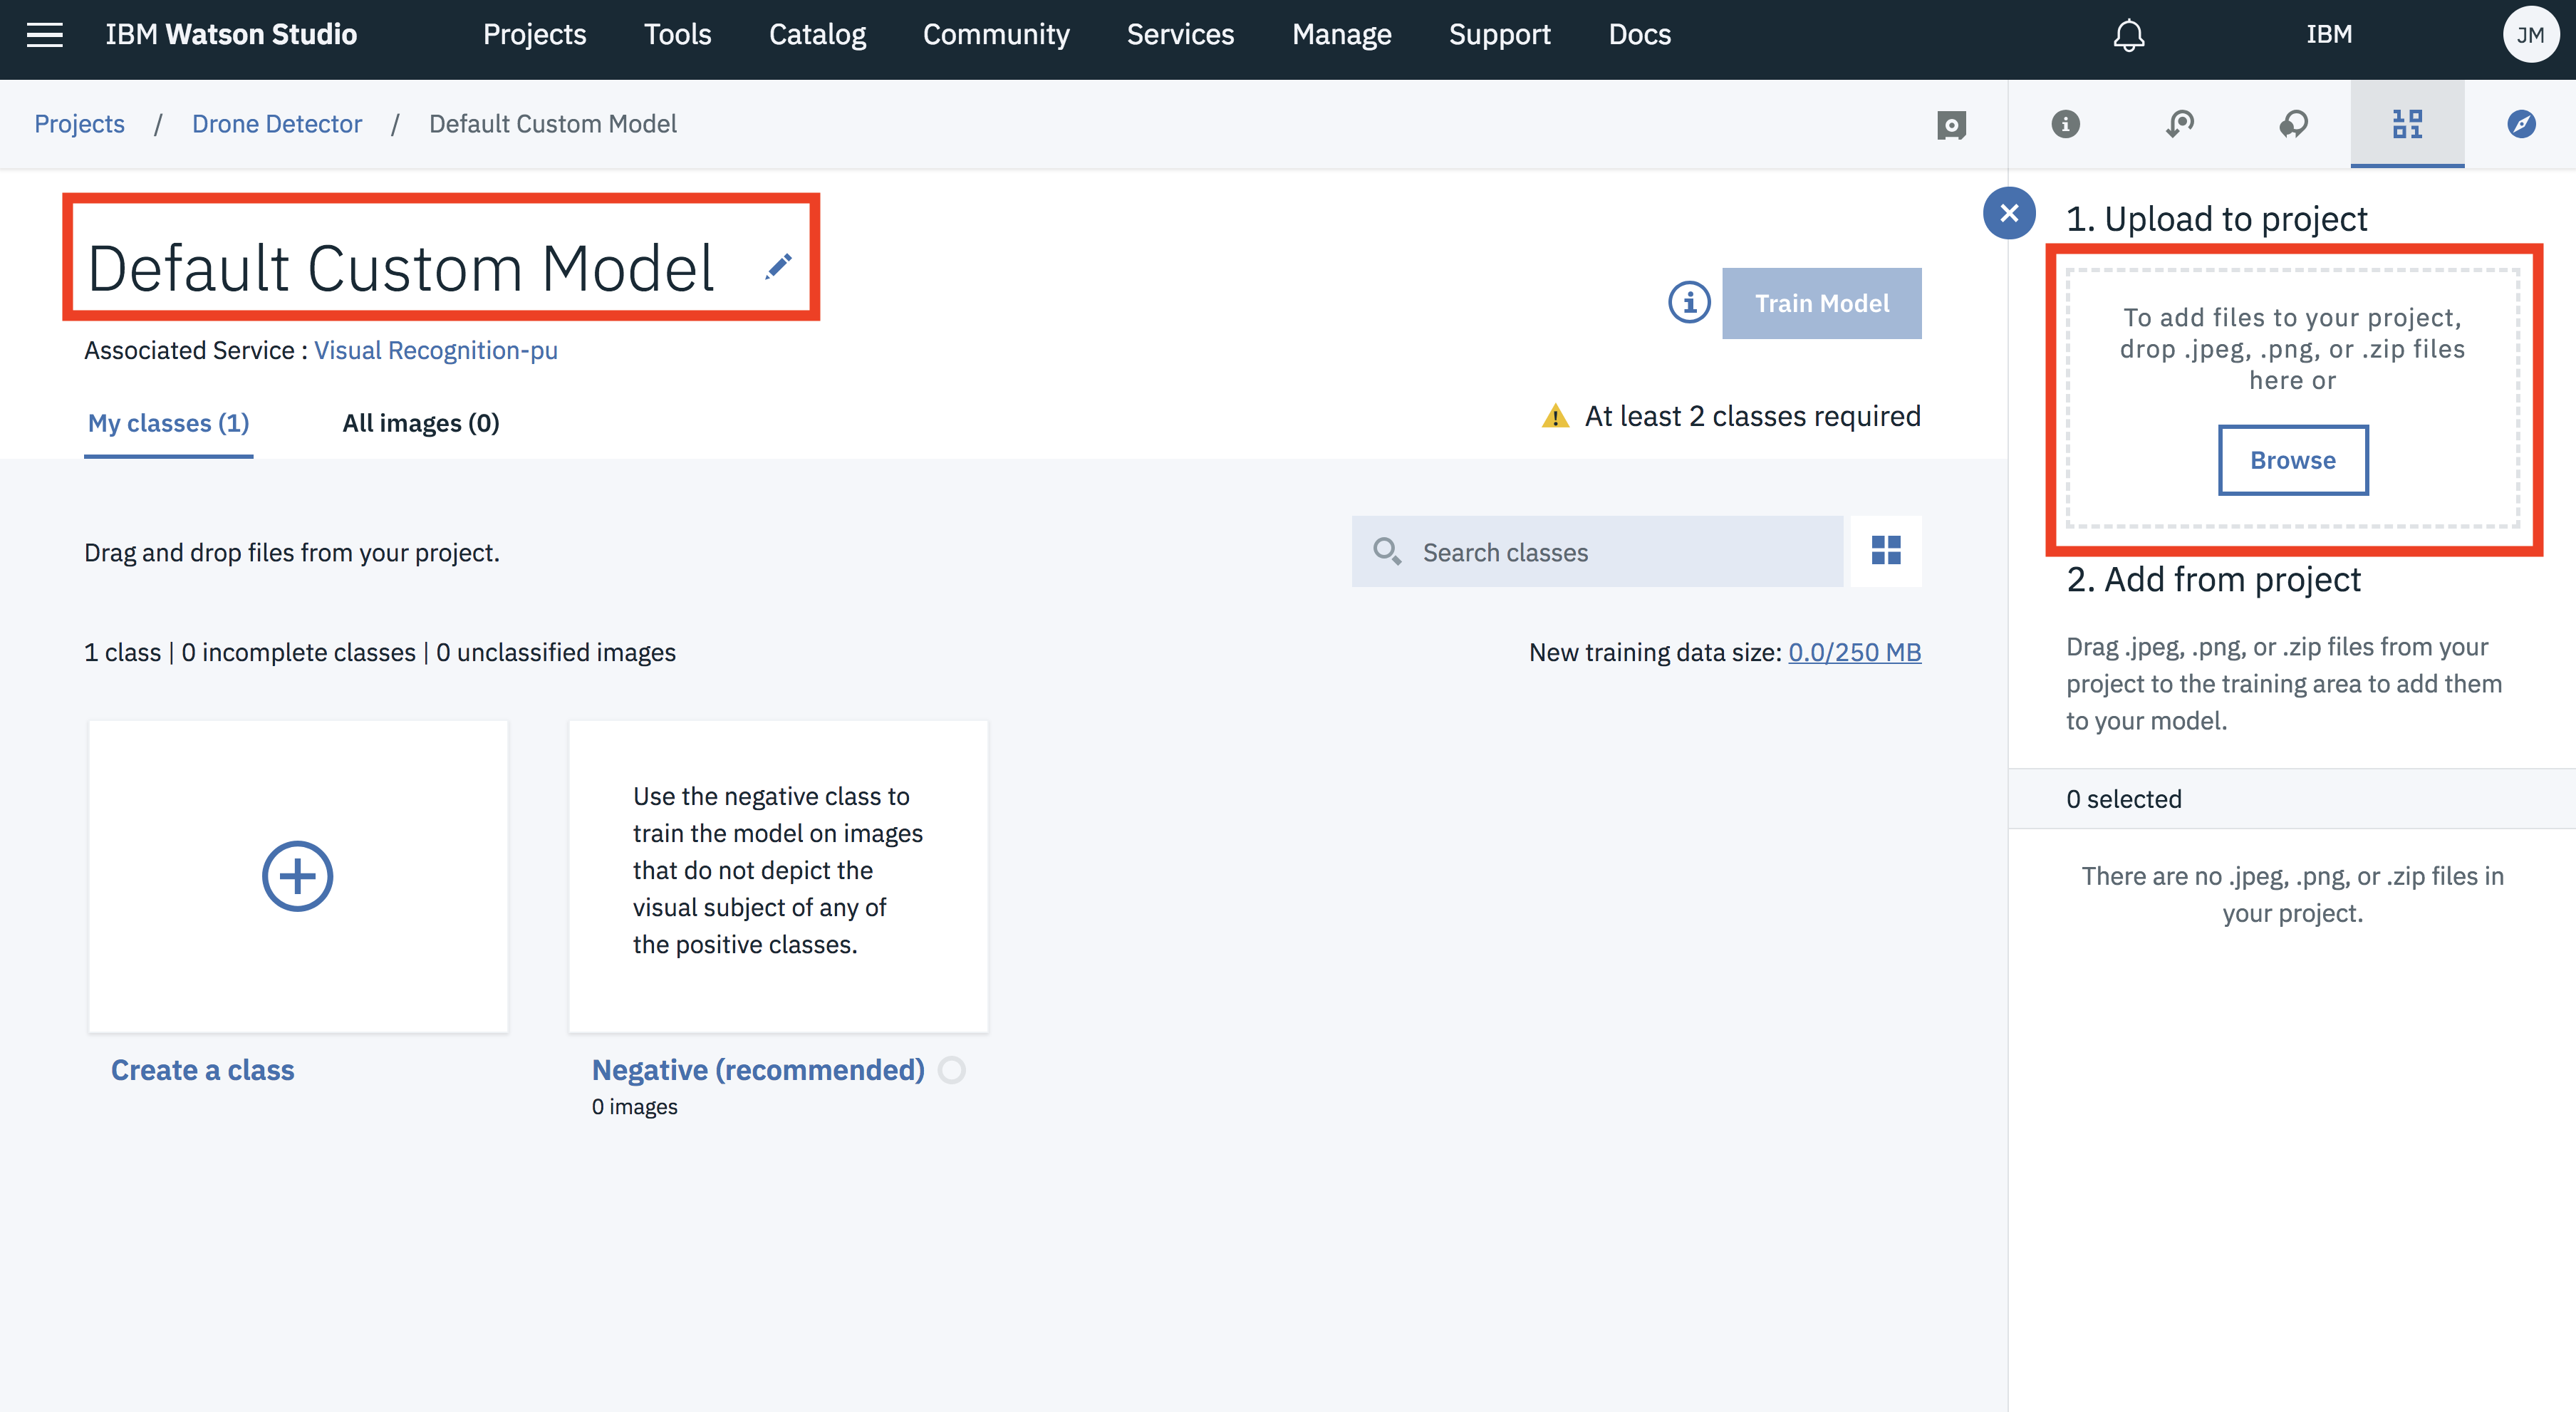 IBM Watson Studio Projects Tools Catalog Community Services Manage Support Docs IBM JM
Projects / Drone Detector / Default Custom Model
Default Custom Model
Associated Service : Visual Recognition-pu
Train Model
My classes (1) All images (0)
At least 2 classes required
Drag and drop files from your project.
Search classes
1 class | 0 incomplete classes | 0 unclassified images
New training data size: 0.0/250 MB
Create a class
Use the negative class to
train the model on images
that do not depict the
visual subject of any of
the positive classes.
Negative (recommended)
0 images
1. Upload to project
To add files to your project,
drop .jpeg, .png, or .zip files
here or
Browse
2. Add from project
Drag .jpeg, .png, or .zip files from your
project to the training area to add them
to your model.
0 selected
There are no .jpeg, .png, or .zip files in
your project.